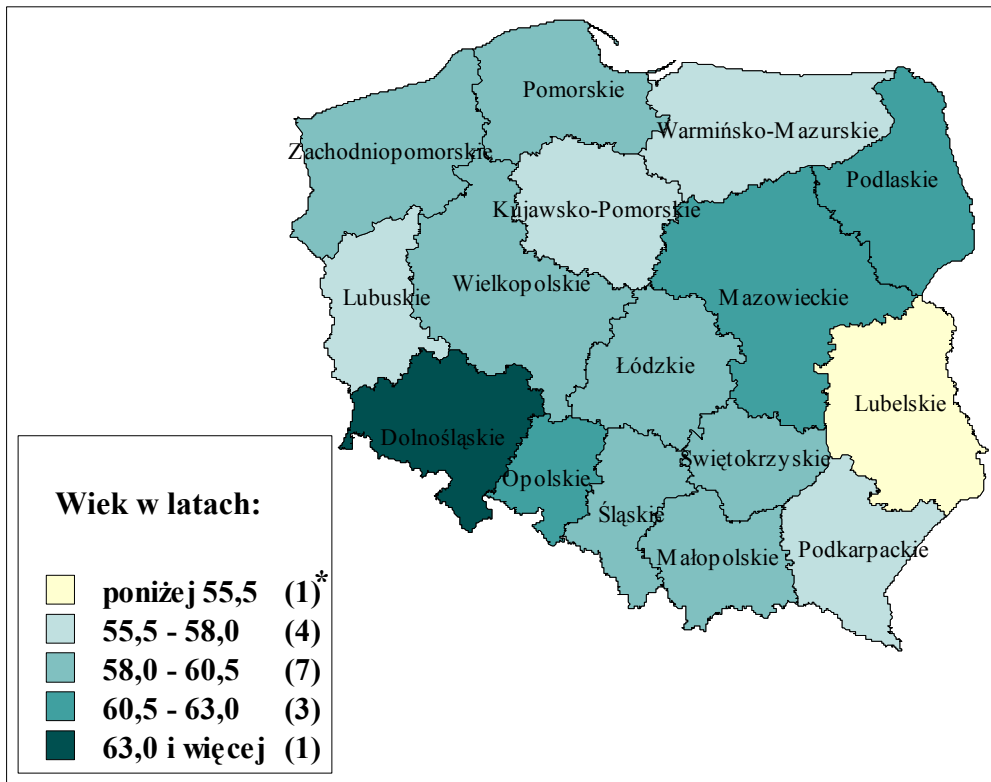 Pomorskie
Warmińsko-Mazurskie
Zachodniopomorskie
Podlaskie
Kujawsko-Pomorskie
Wielkopolskie
Lubuskie
Mazowieckie
Łódzkie
Lubelskie
Dolnośląskie
Świętokrzyskie
Opolskie
Śląskie
Małopolskie
Podkarpackie
Wiek w latach:
poniżej 55,5 (1)*
55,5 - 58,0 (4)
58,0 - 60,5 (7)
60,5 - 63,0 (3)
63,0 i więcej (1)